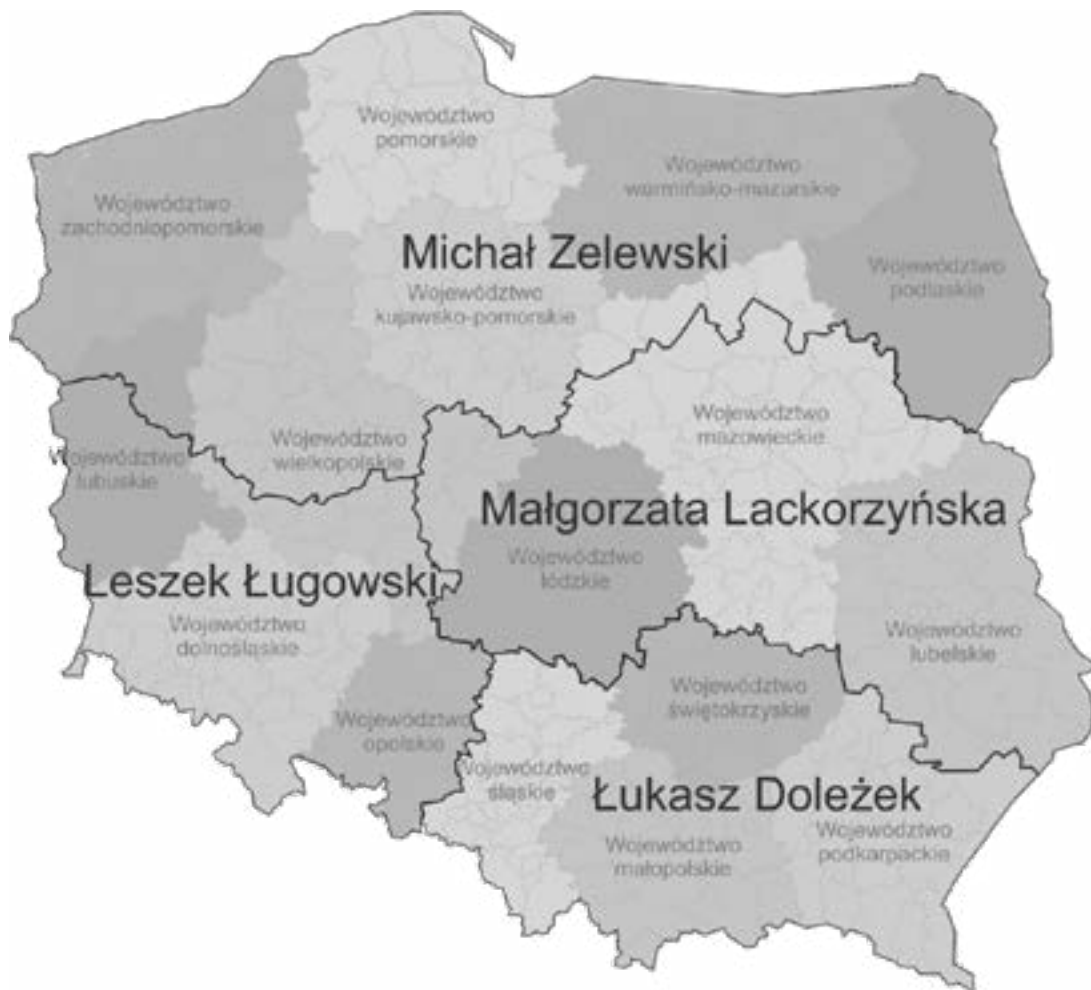 Województwo
pomorskie
Województwo
warmińsko-mazurskie
Województwo
zachodniopomorskie
Michał Zelewski
Województwo
podlaskie
Województwo
kujawsko-pomorskie
Województwo
mazowieckie
Województwo
wielkopolskie
Województwo
lubuskie
Małgorzata Lackorzyńska
Województwo
łódzkie
Leszek Ługowski
Województwo
dolnośląskie
Województwo
lubelskie
Województwo
świętokrzyskie
Województwo
opolskie
Województwo
śląskie
Łukasz Doleżek
Województwo
podkarpackie
Województwo
małopolskie